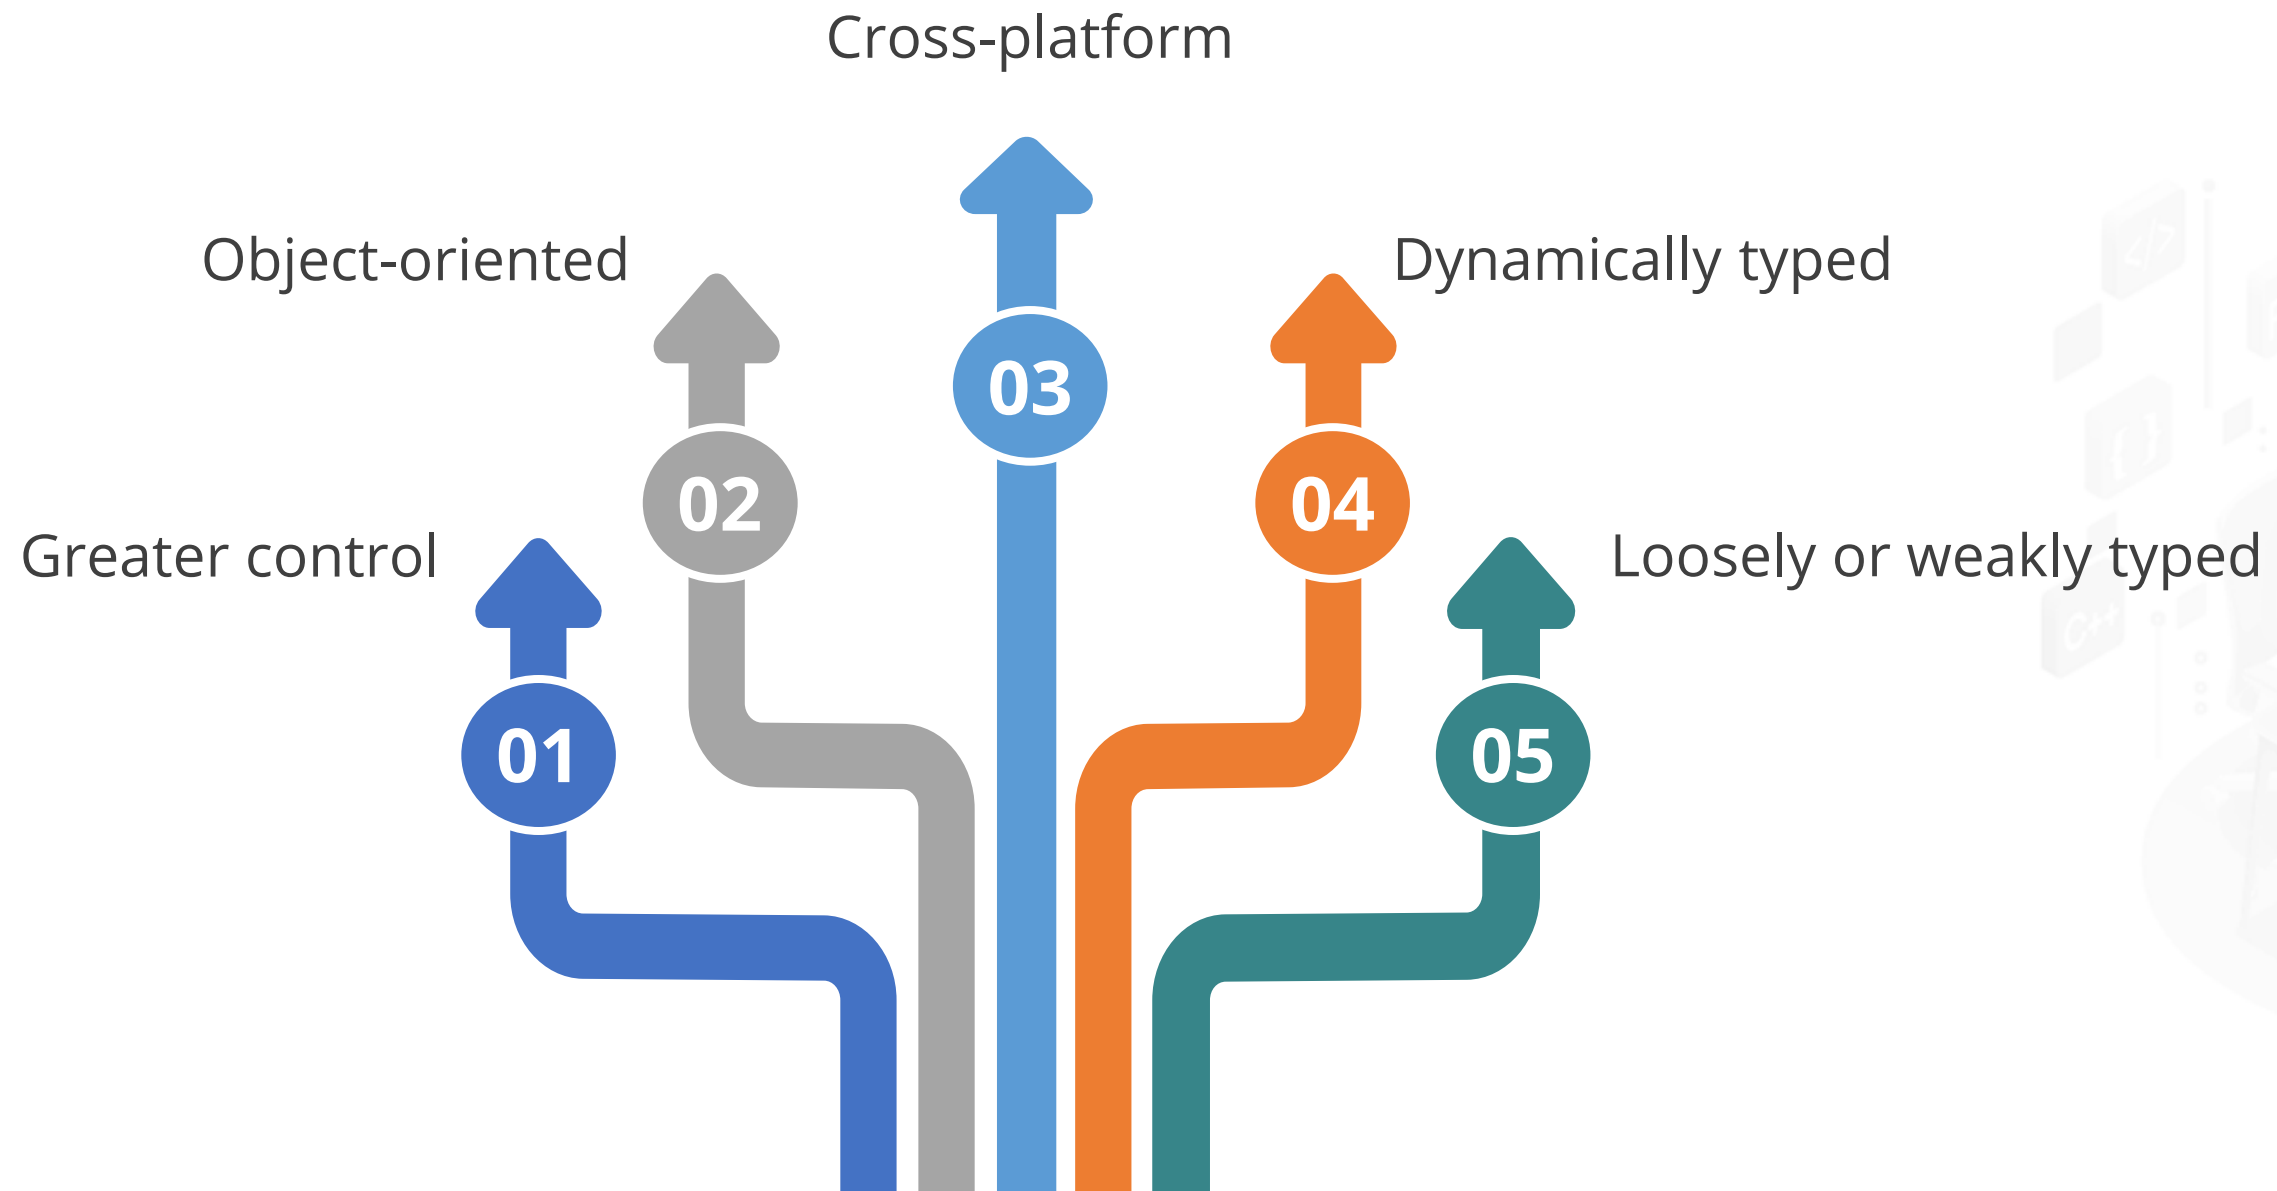 Cross-platform
Object-oriented
Dynamically typed
03
02
04
Greater control
Loosely or weakly typed
01
05
</>
{ }
C++